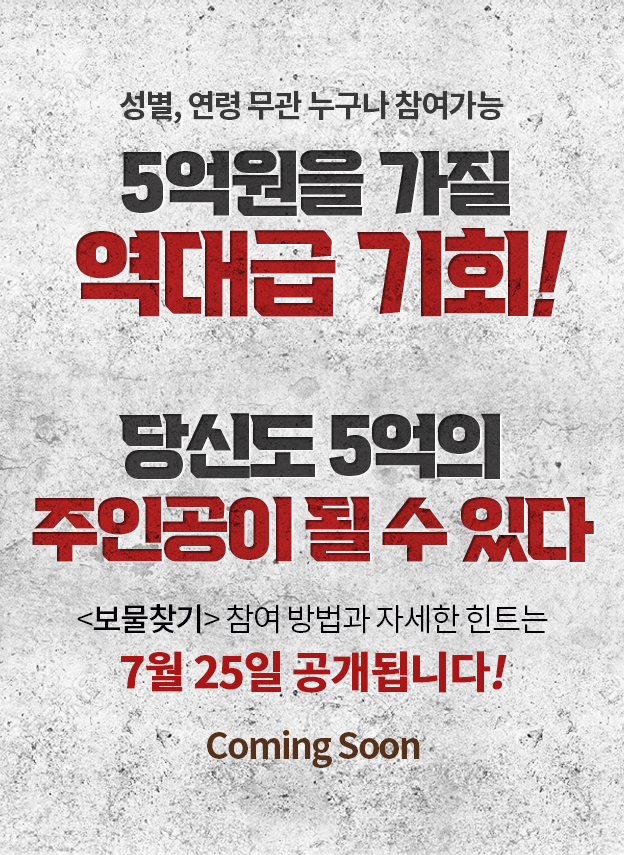 성별, 연령 무관 누구나 참여가능
5억원을 가질
역대급 기회!
당신도 5억의
주인공이 될 수 있다
<보물찾기> 참여 방법과 자세한 힌트는
7월 25일 공개됩니다!
Coming Soon